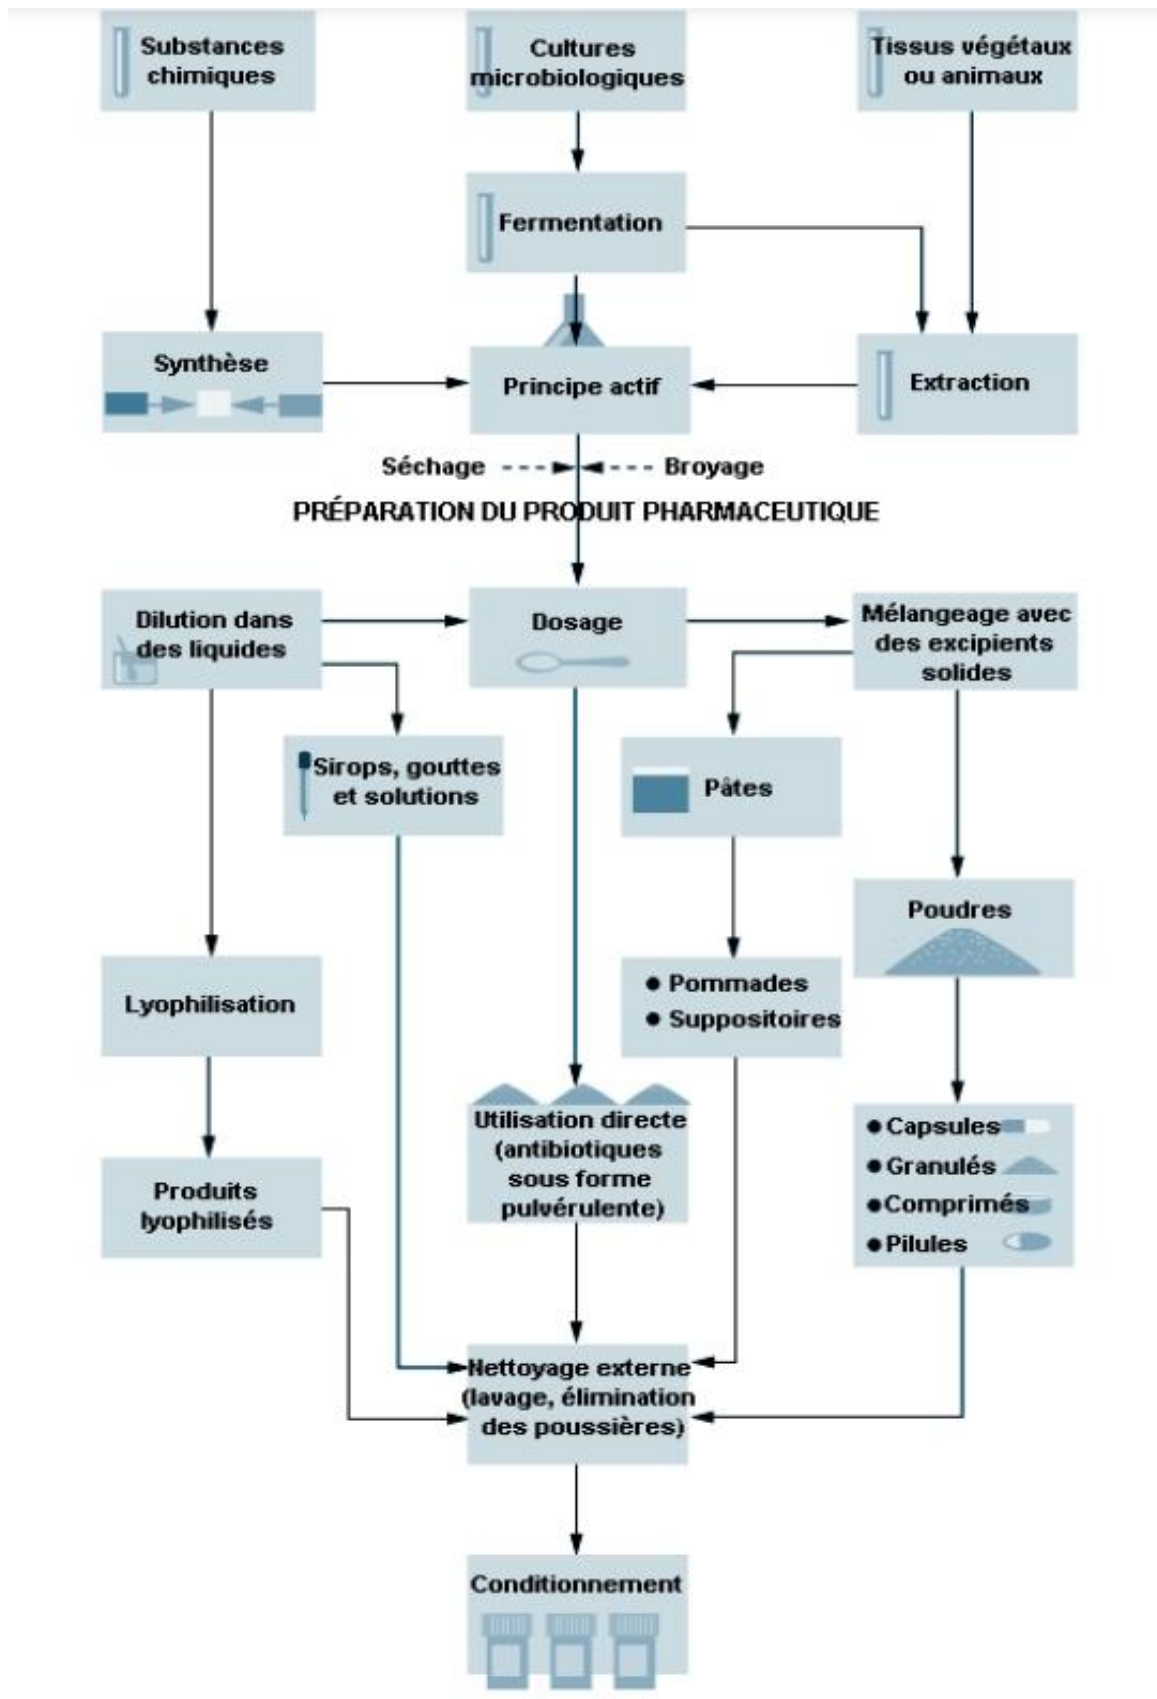 Substances
chimiques
Cultures
microbiologiques
Tissus végétaux
ou animaux
Fermentation
Synthèse
Principe actif
Extraction
Séchage
Broyage
PRÉPARATION DU PRODUIT PHARMACEUTIQUE
Dilution dans
des liquides
Dosage
Mélangeage avec
des excipients
solides
Sirops, gouttes
et solutions
Pâtes
Poudres
Lyophilisation
● Pommades
● Suppositoires
Utilisation directe
(antibiotiques
sous forme
pulvérulente)
● Capsules
● Granulés
● Comprimés
● Pilules
Produits
lyophilisés
Nettoyage externe
(lavage, élimination
des poussières)
Conditionnement